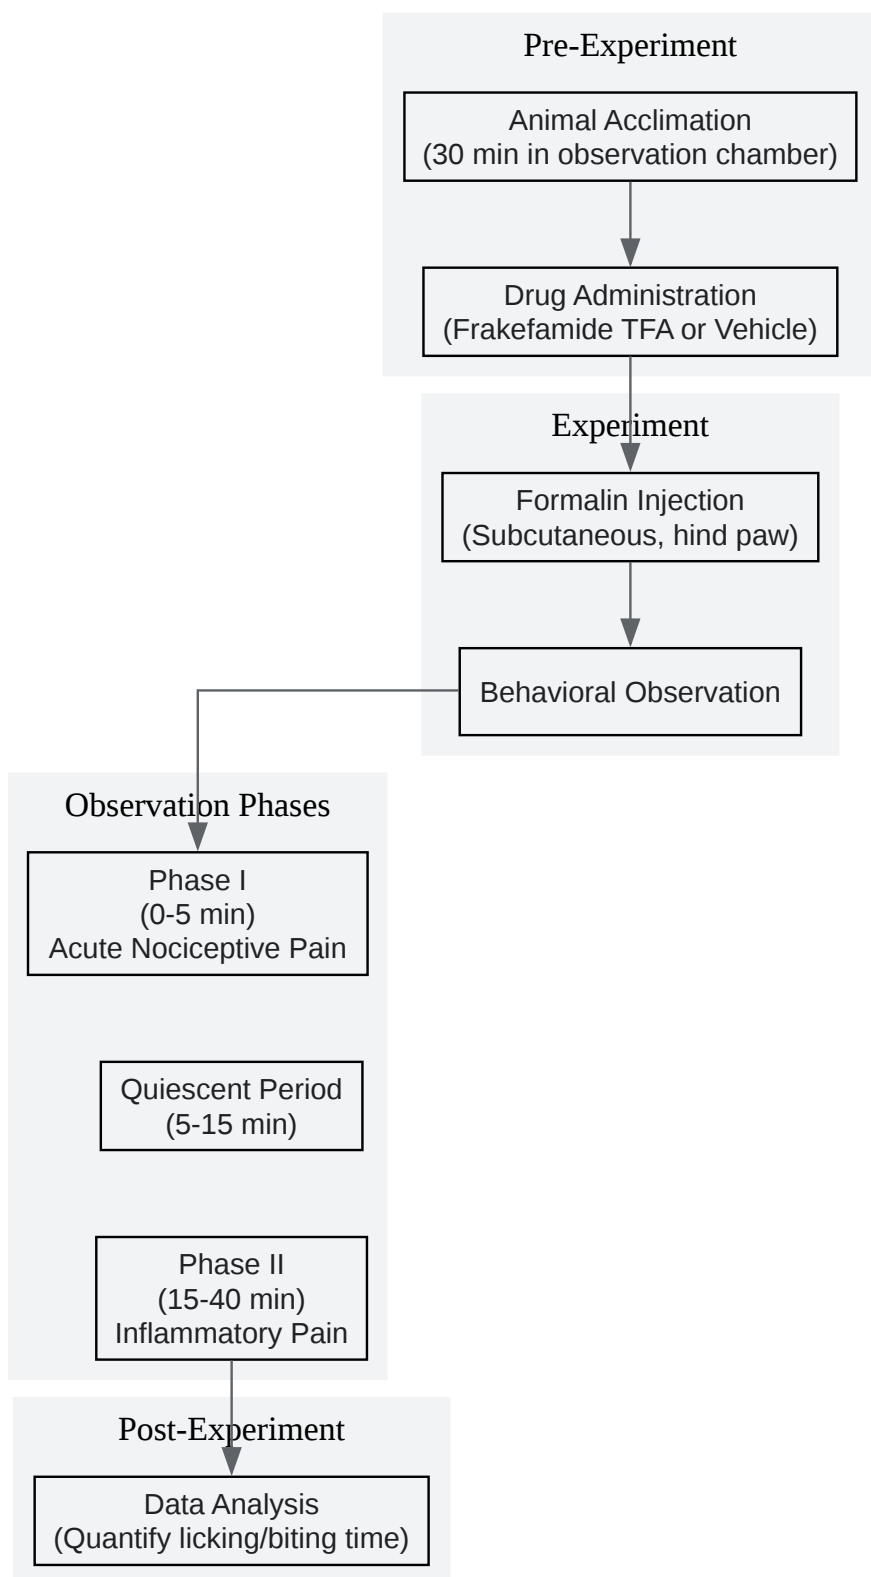 Pre-Experiment
Animal Acclimation
(30 min in observation chamber)
Drug Administration
(Frakefamide TFA or Vehicle)
Experiment
Formalin Injection
(Subcutaneous, hind paw)
Behavioral Observation
Observation Phases
Phase I
(0-5 min)
Acute Nociceptive Pain
Quiescent Period
(5-15 min)
Phase II
(15-40 min)
Inflammatory Pain
Post-Experiment
Data Analysis
(Quantify licking/biting time)